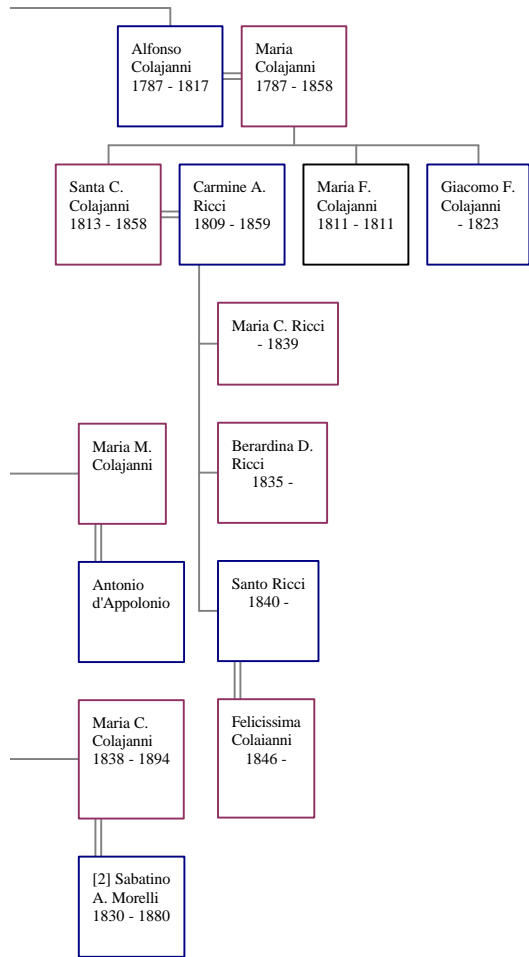 Alfonso
Colajanni
1787 - 1817
Maria
Colajanni
1787 - 1858
Santa C.
Colajanni
1813 - 1858
Carmine A.
Ricci
1809 - 1859
Maria F.
Colajanni
1811 - 1811
Giacomo F.
Colajanni
- 1823
Maria C. Ricci
- 1839
Maria M.
Colajanni
Berardina D.
Ricci
1835 -
Antonio
d'Appolonio
Santo Ricci
1840 -
Maria C.
Colajanni
1838 - 1894
Felicissima
Colaianni
1846 -
[2] Sabatino
A. Morelli
1830 - 1880